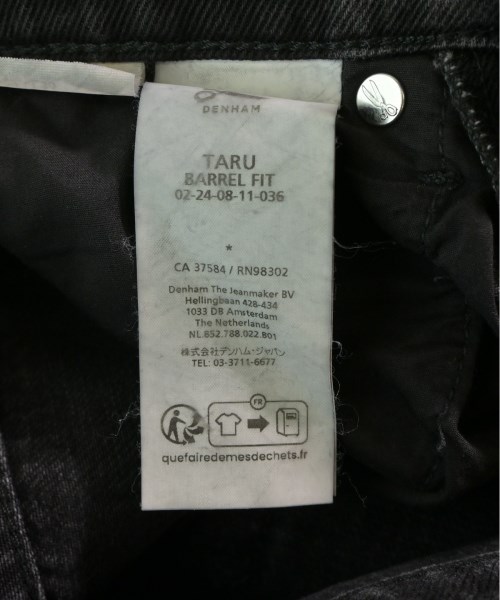 DENHAM
TARU
BARREL FIT
02-24-08-11-036
*
CA 37584 / RN98302
Denham The Jeanmaker BV
Hellingbaan 428-434
1033 DB Amsterdam
The Netherlands
NL.852.788.022.B01
株式会社デンハム・ジャパン
TEL: 03-3711-6677
FR
quefairedemesdechets.fr